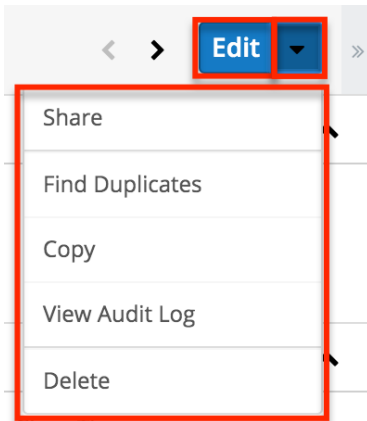 Edit
Share
Find Duplicates
Copy
View Audit Log
Delete